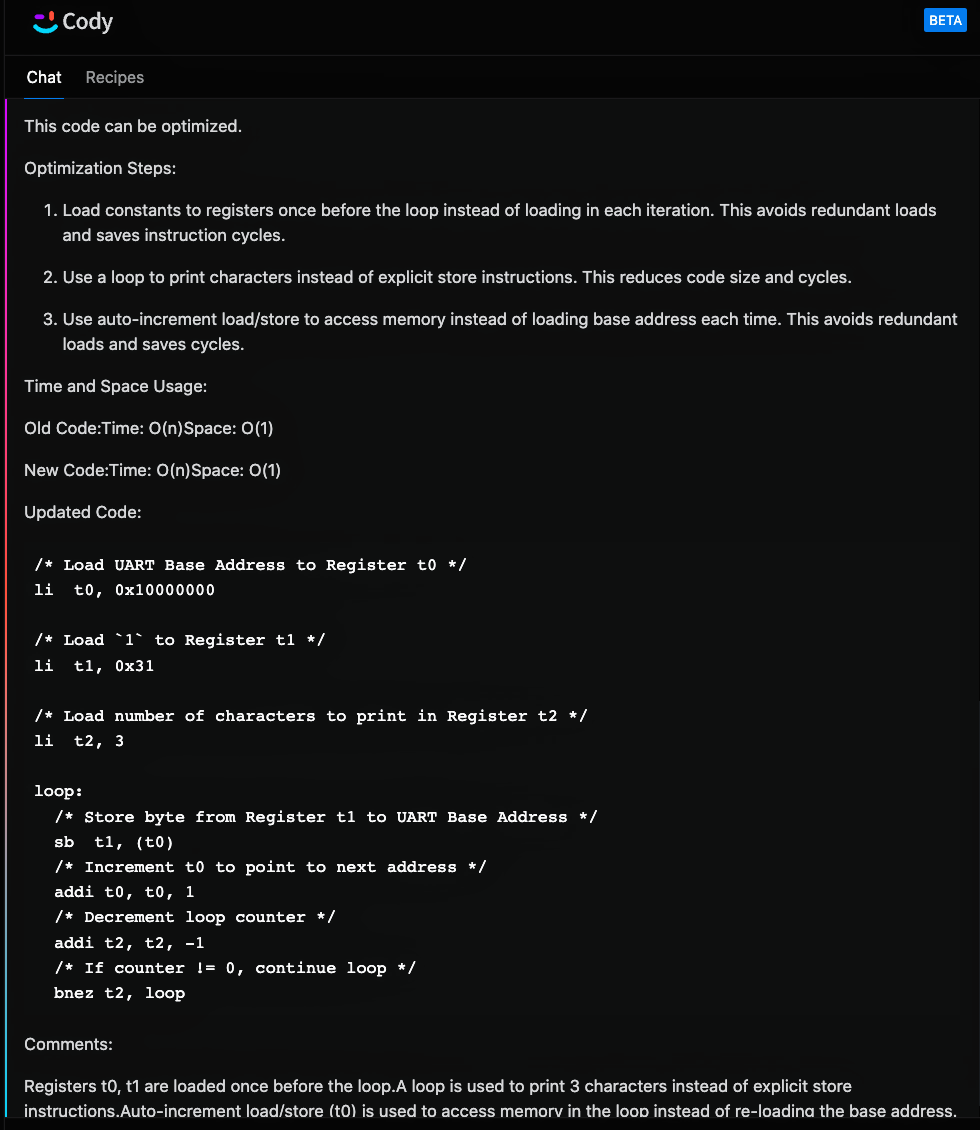 Cody
BETA
Chat Recipes
This code can be optimized.
Optimization Steps:
1. Load constants to registers once before the loop instead of loading in each iteration. This avoids redundant loads
and saves instruction cycles.
2. Use a loop to print characters instead of explicit store instructions. This reduces code size and cycles.
3. Use auto-increment load/store to access memory instead of loading base address each time. This avoids redundant
loads and saves cycles.
Time and Space Usage:
Old Code:Time: O(n)Space: O(1)
New Code:Time: O(n)Space: O(1)
Updated Code:
/* Load UART Base Address to Register t0 */
li  t0, 0x10000000
/* Load `1` to Register t1 */
li  t1, 0x31
/* Load number of characters to print in Register t2 */
li  t2, 3
loop:
  /* Store byte from Register t1 to UART Base Address */
  sb  t1, (t0)
  /* Increment t0 to point to next address */
  addi t0, t0, 1
  /* Decrement loop counter */
  addi t2, t2, -1
  /* If counter != 0, continue loop */
  bnez t2, loop
Comments:
Registers t0, t1 are loaded once before the loop.A loop is used to print 3 characters instead of explicit store
instructions.Auto-increment load/store (t0) is used to access memory in the loop instead of re-loading the base address.